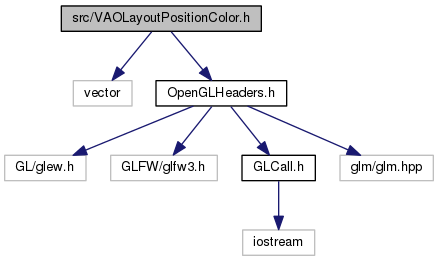 src/VAOLayoutPositionColor.h
vector
OpenGLHeaders.h
GL/glew.h
GLFW/glfw3.h
GLCall.h
glm/glm.hpp
iostream